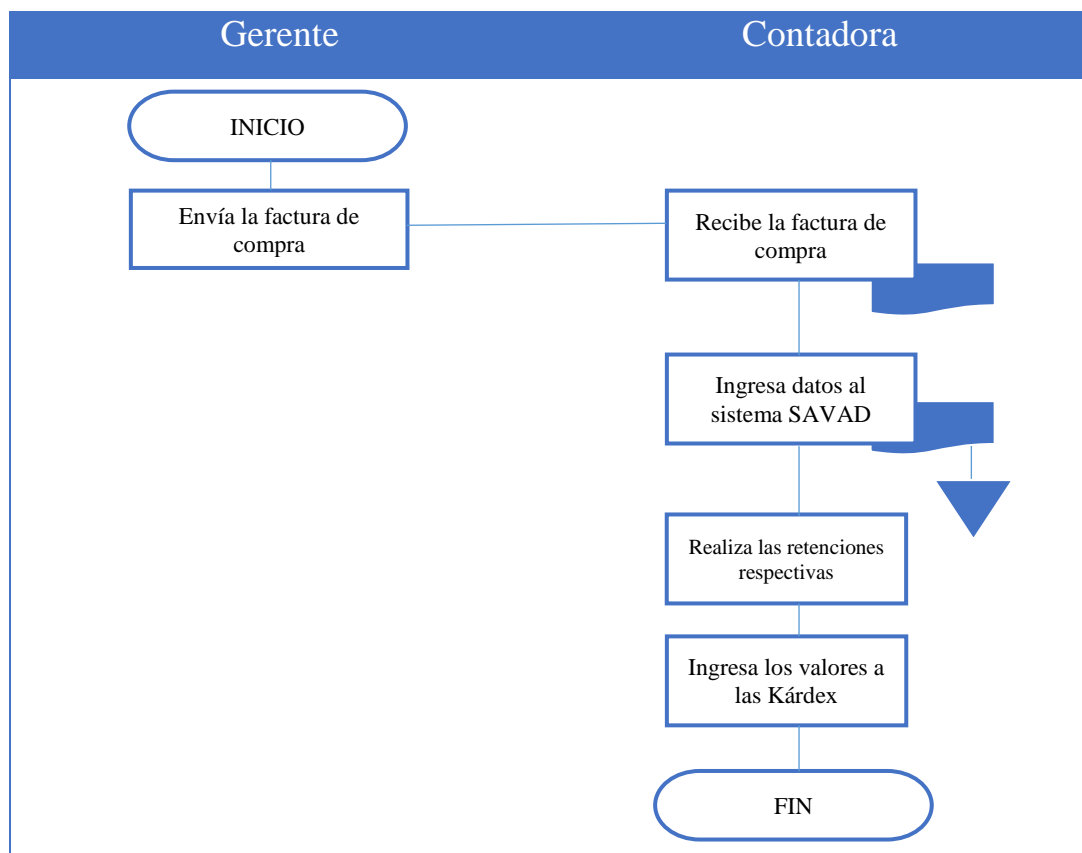 Gerente
Contadora
INICIO
Envía la factura de
compra
Recibe la factura de
compra
Ingresa datos al
sistema SAVAD
Realiza las retenciones
respectivas
Ingresa los valores a
las Kárdex
FIN